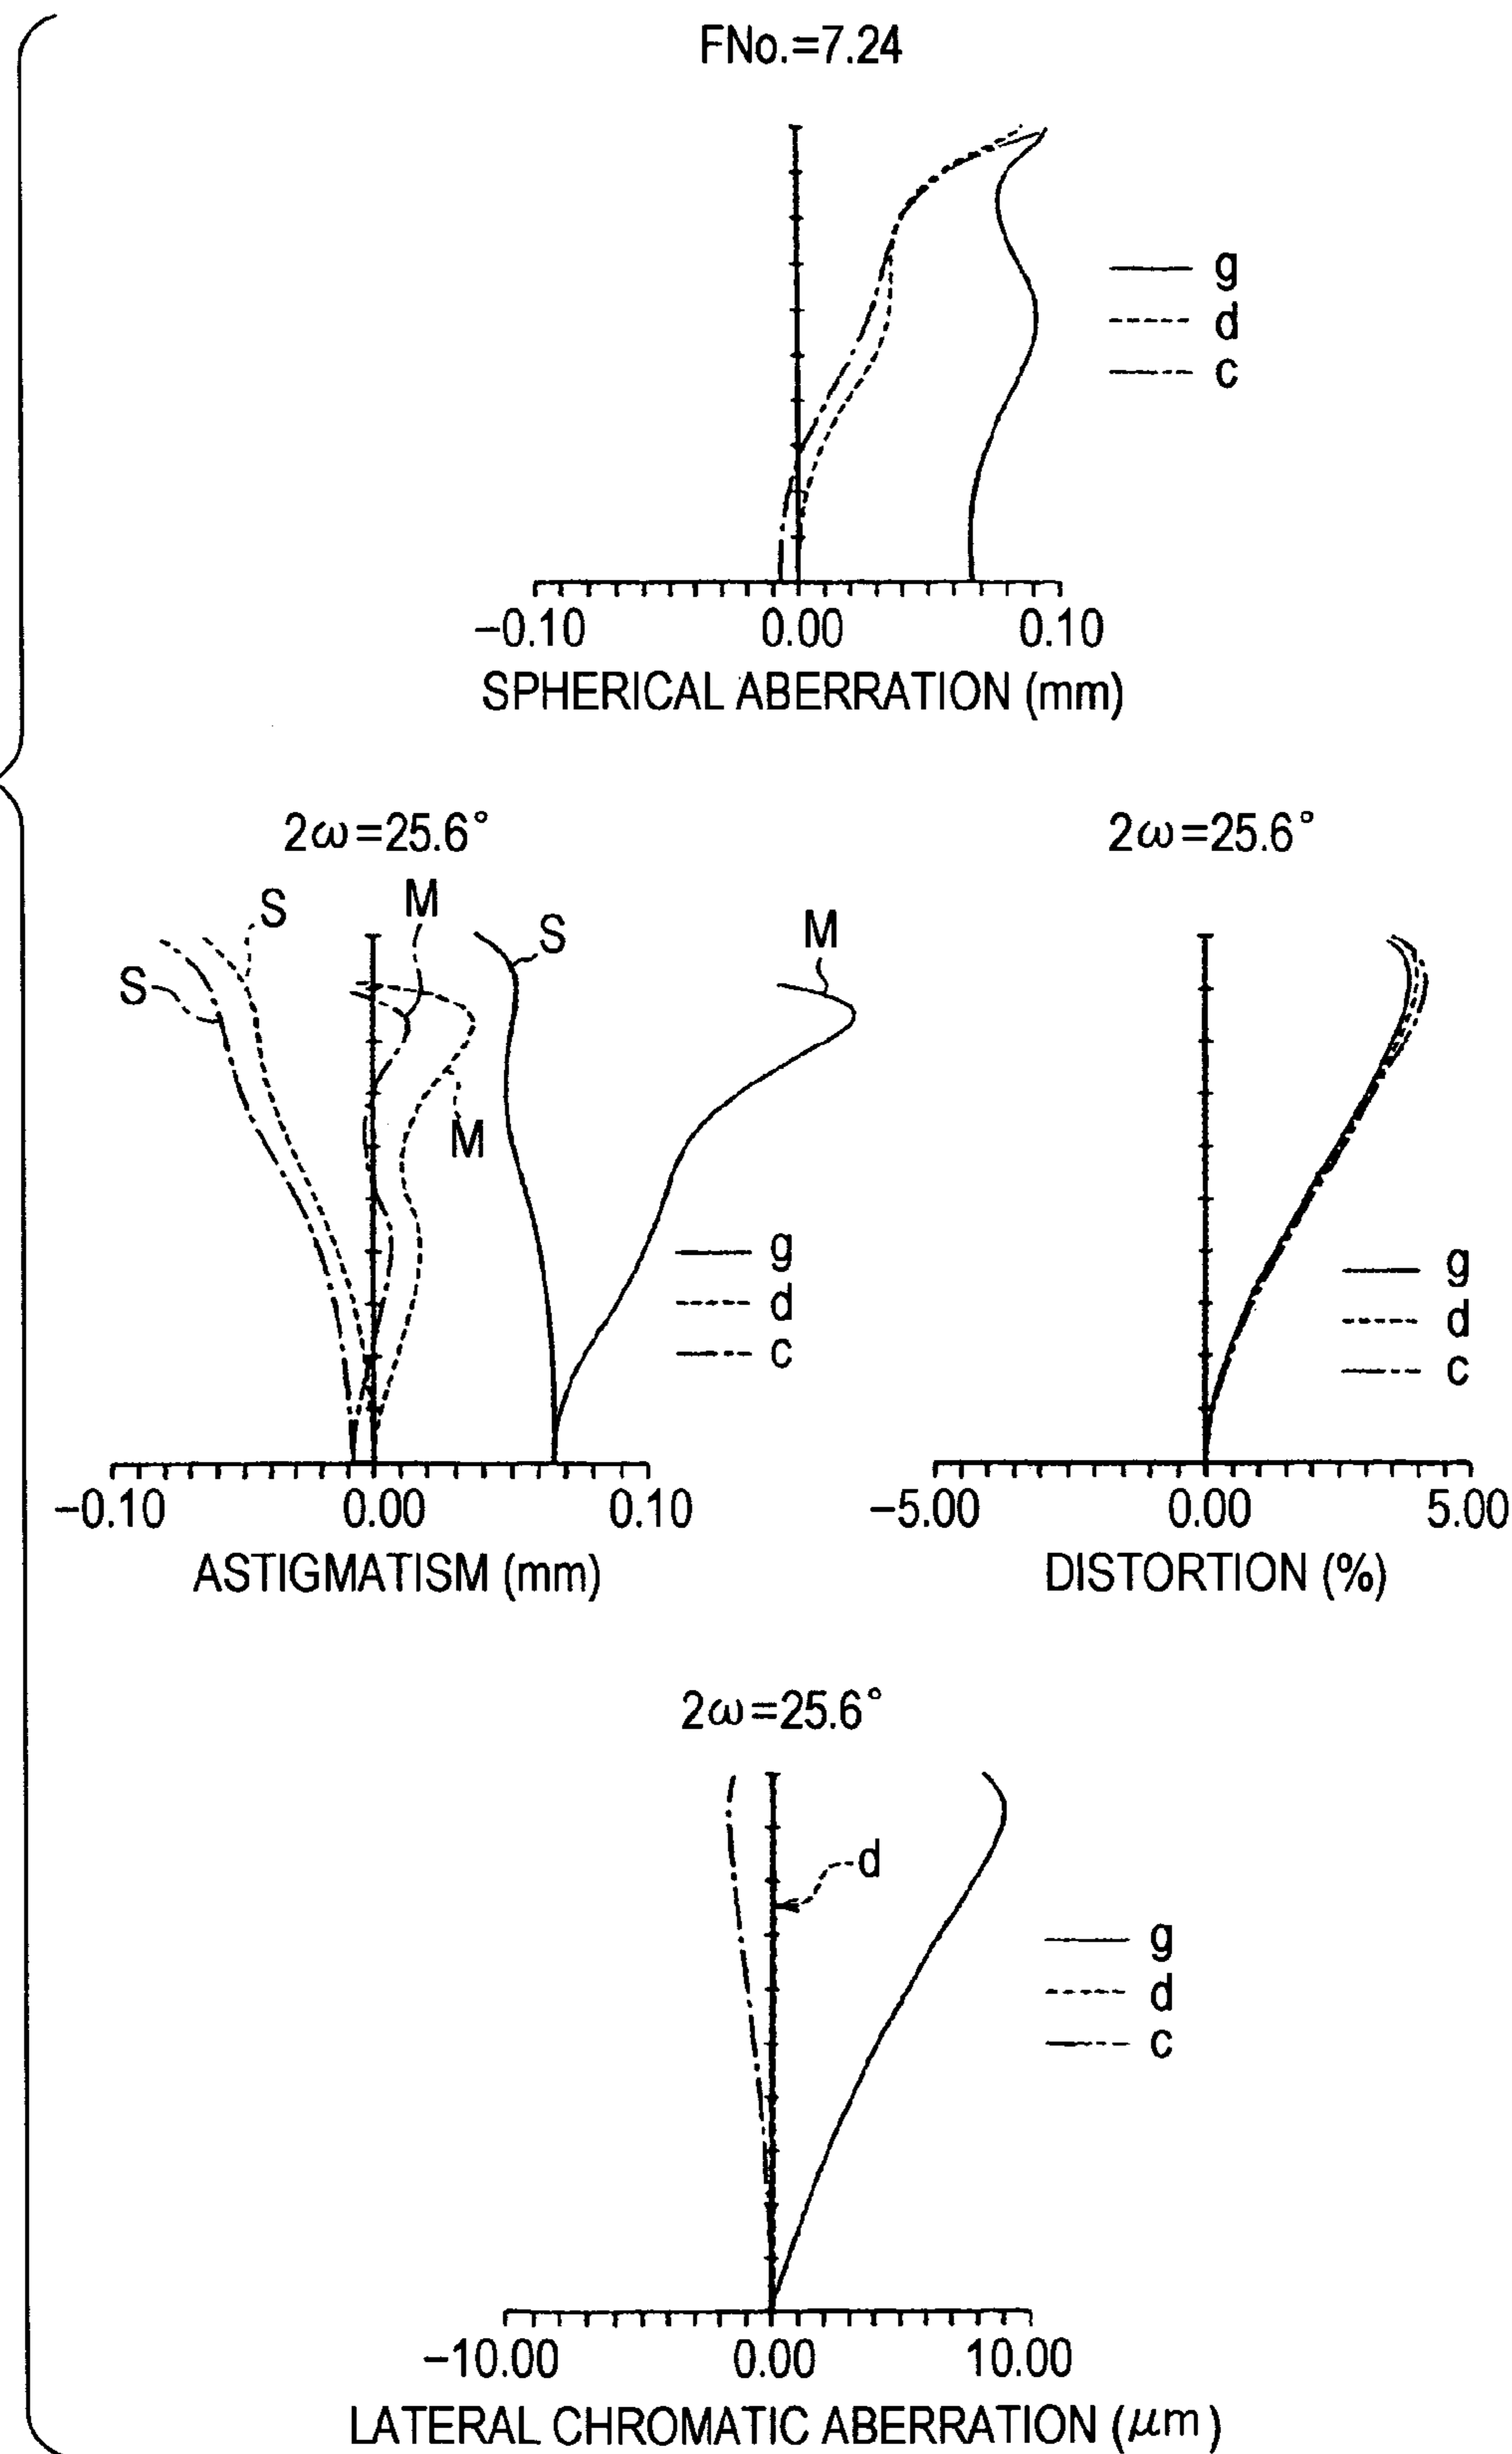 FNo.=7.24
g
d
c
−0.10 0.00 0.10
SPHERICAL ABERRATION (mm)
2ω=25.6°
S
M
S
M
S
M
g
d
c
−0.10 0.00 0.10
ASTIGMATISM (mm)
2ω=25.6°
g
d
c
−5.00 0.00 5.00
DISTORTION (%)
2ω=25.6°
d
g
d
c
−10.00 0.00 10.00
LATERAL CHROMATIC ABERRATION (μm)